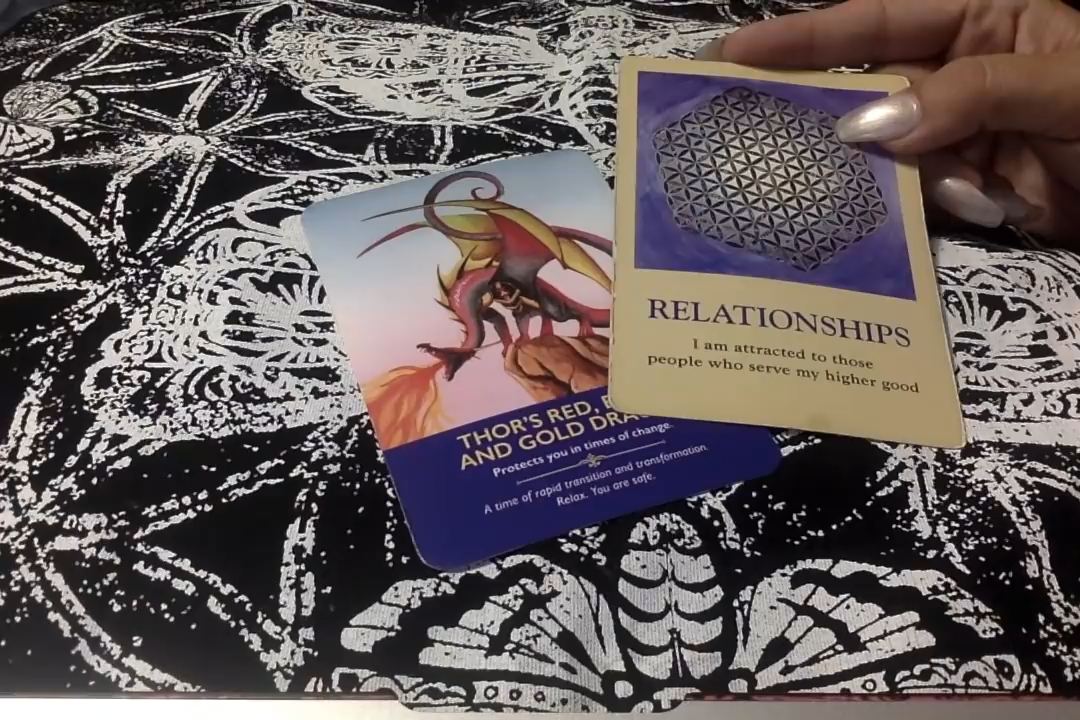 RELATIONSHIPS
I am attracted to those
people who serve my higher good
THOR'S RED,
AND GOLD
Protects you in times of change.
A time of rapid transition and transformation.
Relax. You are safe.